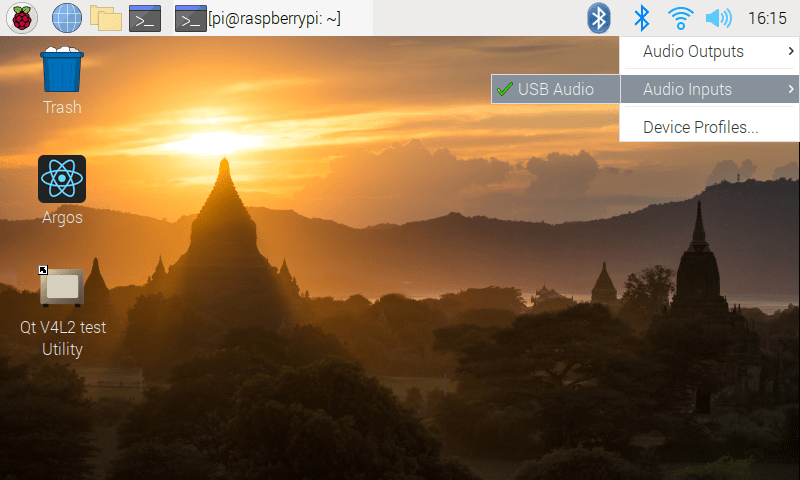 [pi@raspberrypi: ~]
16:15
Audio Outputs
USB Audio
Audio Inputs
Device Profiles...
Trash
Argos
Qt V4L2 test
Utility